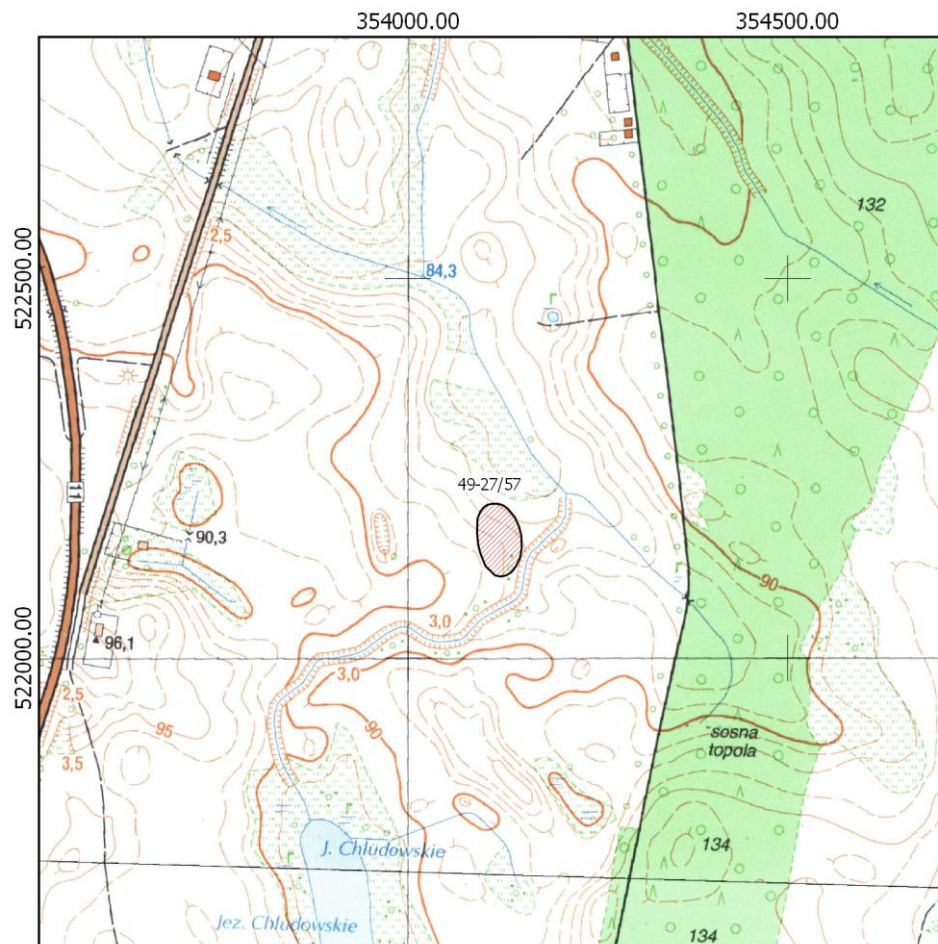 354000.00
354500.00
132
522500.00
2,5
84,3
r
49-27/57
11
90,3
r
90
522000.00
96,1
3,0
3,0
2,5
95
90
sosna
topola
3,5
r
134
J. Chludowskie
r
Jez. Chludowskie
134